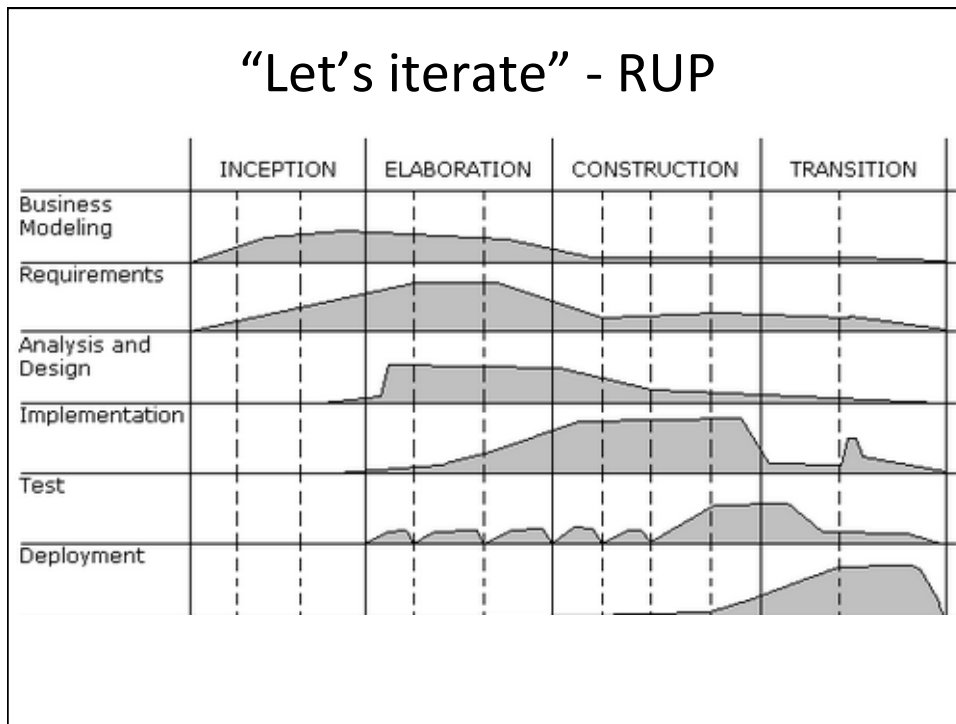 “Let’s iterate” - RUP
INCEPTION ELABORATION CONSTRUCTION TRANSITION
Business
Modeling
Requirements
Analysis and
Design
Implementation
Test
Deployment